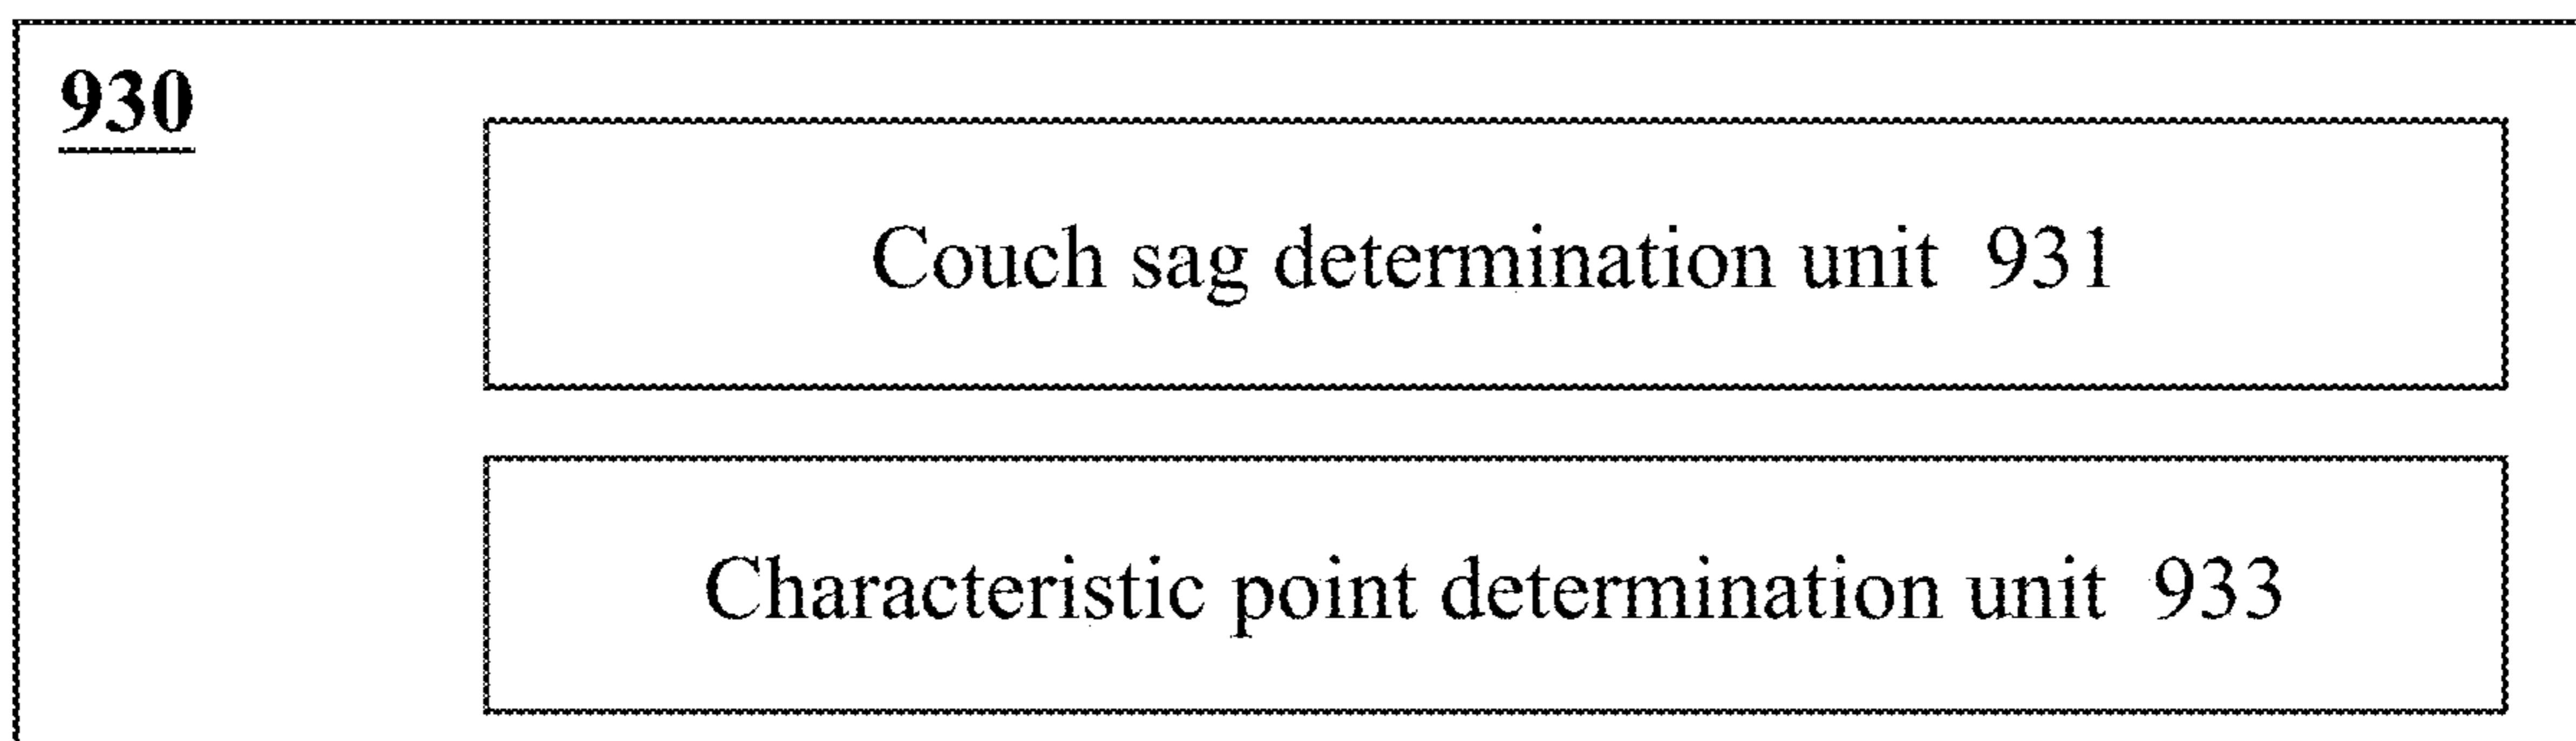 930
Couch sag determination unit 931
Characteristic point determination unit 933